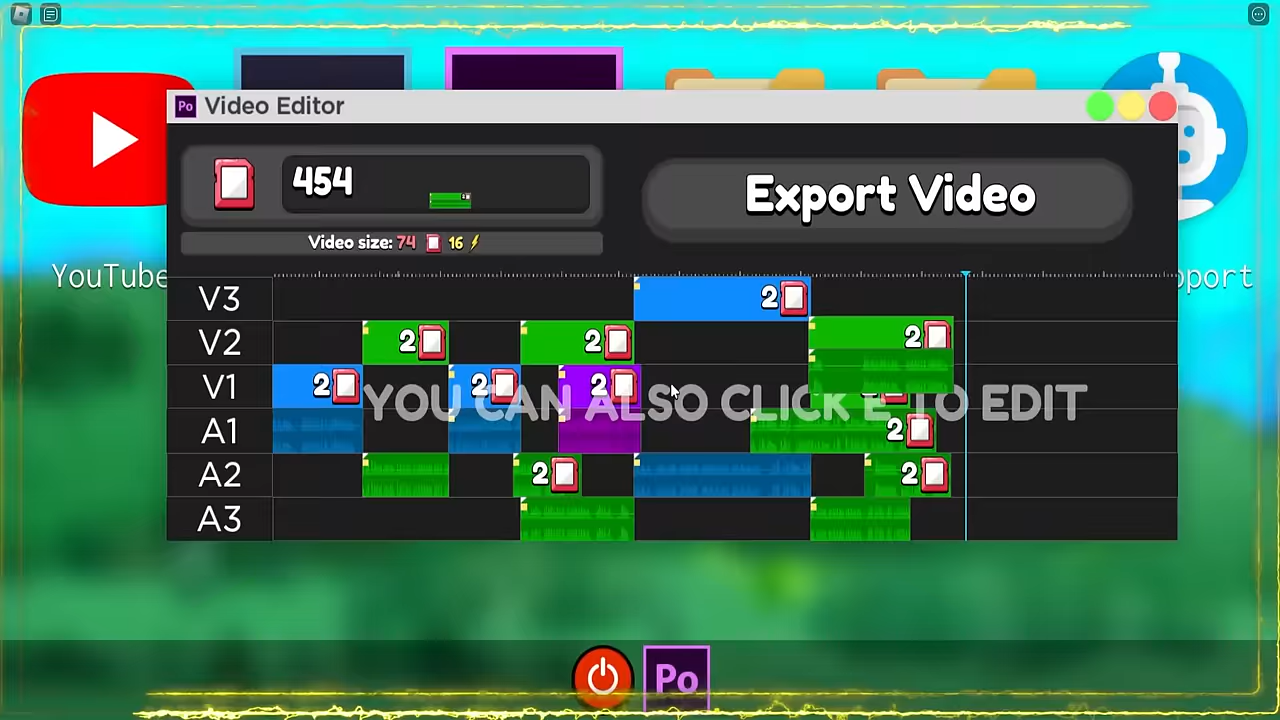 Po Video Editor
454
Export Video
Video size: 74 16
YouTube
pport
V3 2
V2 2 2 2
V1 2 2 2
YOU CAN ALSO CLICK E TO EDIT
A1 2
A2 2 2
A3
Po